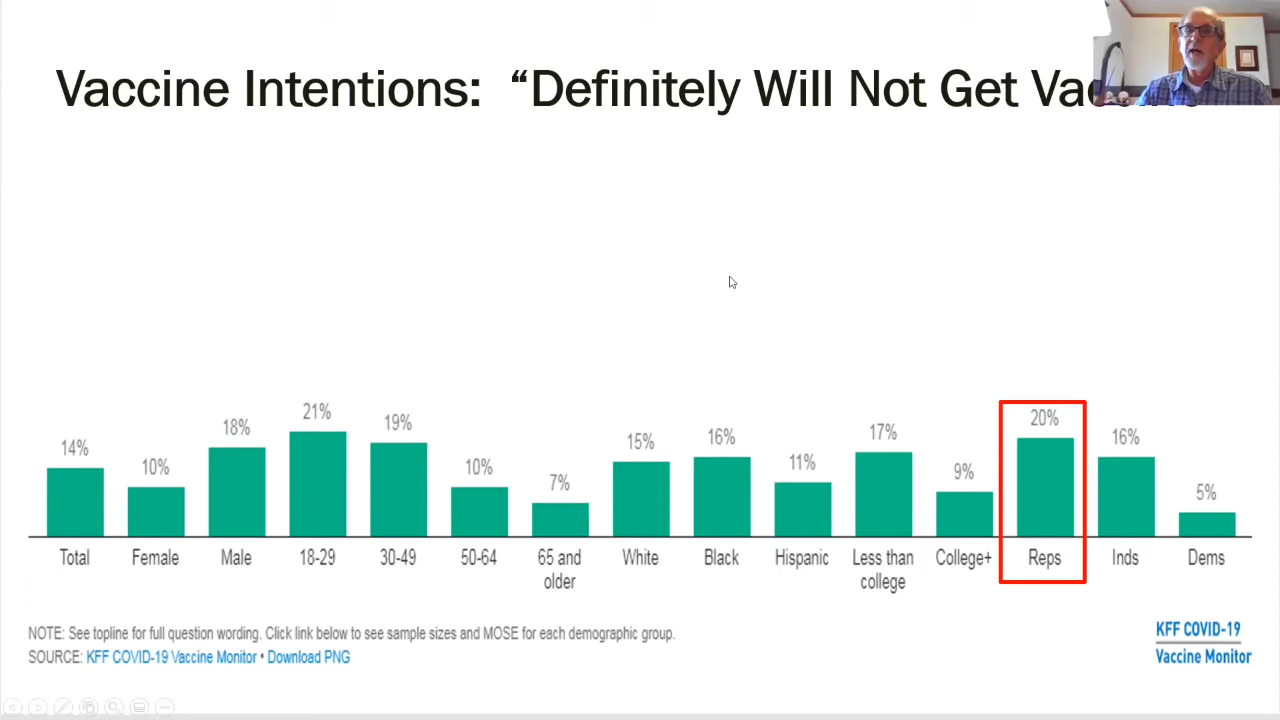 Vaccine Intentions: “Definitely Will Not Get
14%
10%
18%
21%
19%
10%
7%
15%
16%
11%
17%
9%
20%
16%
5%
Total
Female
Male
18-29
30-49
50-64
65 and
older
White
Black
Hispanic
Less than
college
College+
Reps
Inds
Dems
NOTE: See topline for full question wording. Click link below to see sample sizes and MOSE for each demographic group.
SOURCE: KFF COVID-19 Vaccine Monitor • Download PNG
KFF COVID-19
Vaccine Monitor